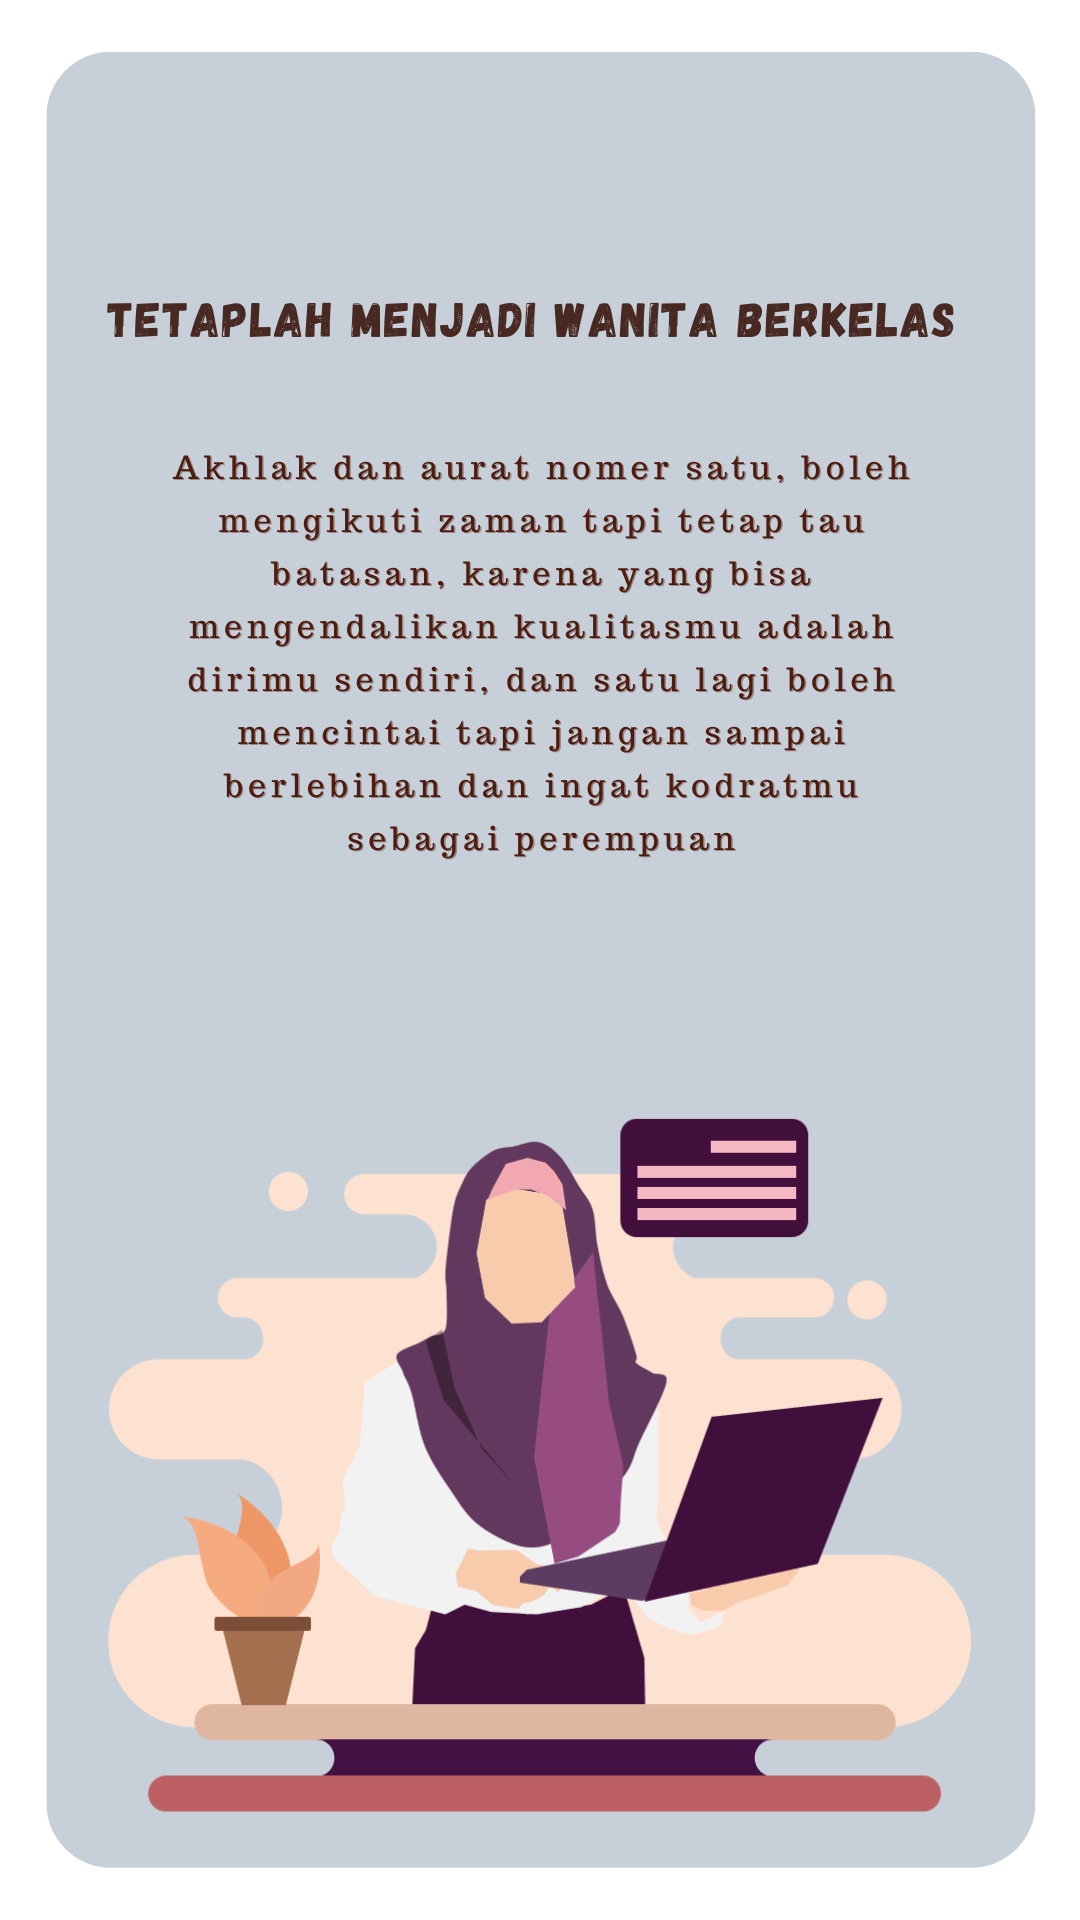 TETAPLAH MENJADI WANITA BERKELAS
Akhlak dan aurat nomer satu, boleh
mengikuti zaman tapi tetap tau
batasan, karena yang bisa
mengendalikan kualitasmu adalah
dirimu sendiri, dan satu lagi boleh
mencintai tapi jangan sampai
berlebihan dan ingat kodratmu
sebagai perempuan